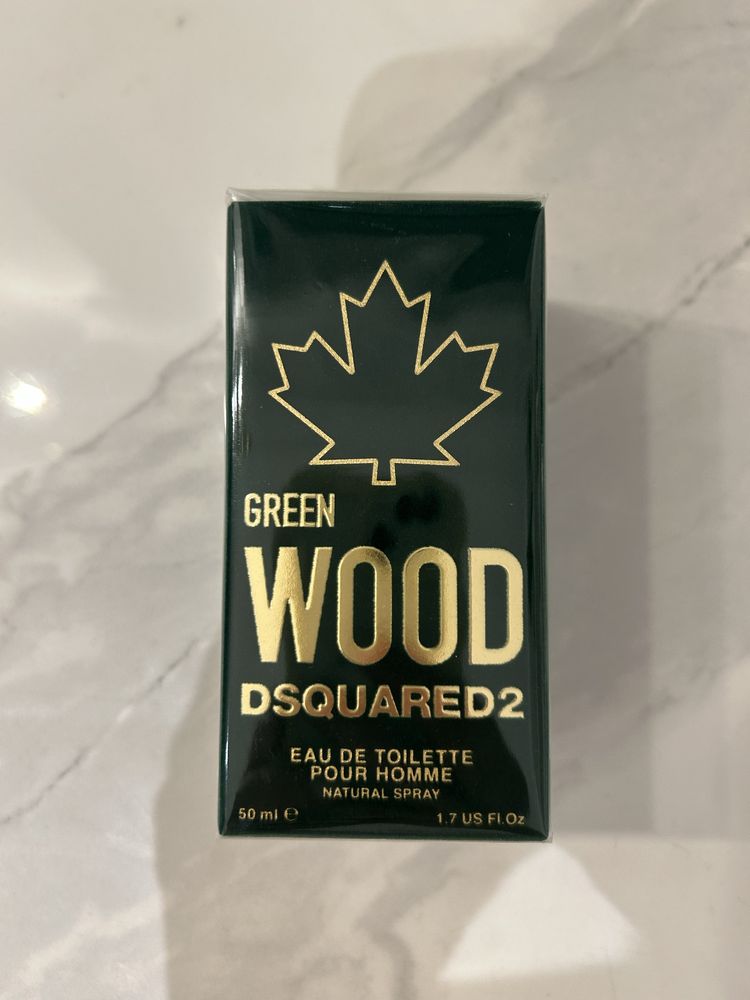 GREEN
WOOD
DSQUARED2
EAU DE TOILETTE
POUR HOMME
NATURAL SPRAY
50 ml ℮ 1.7 US Fl.Oz